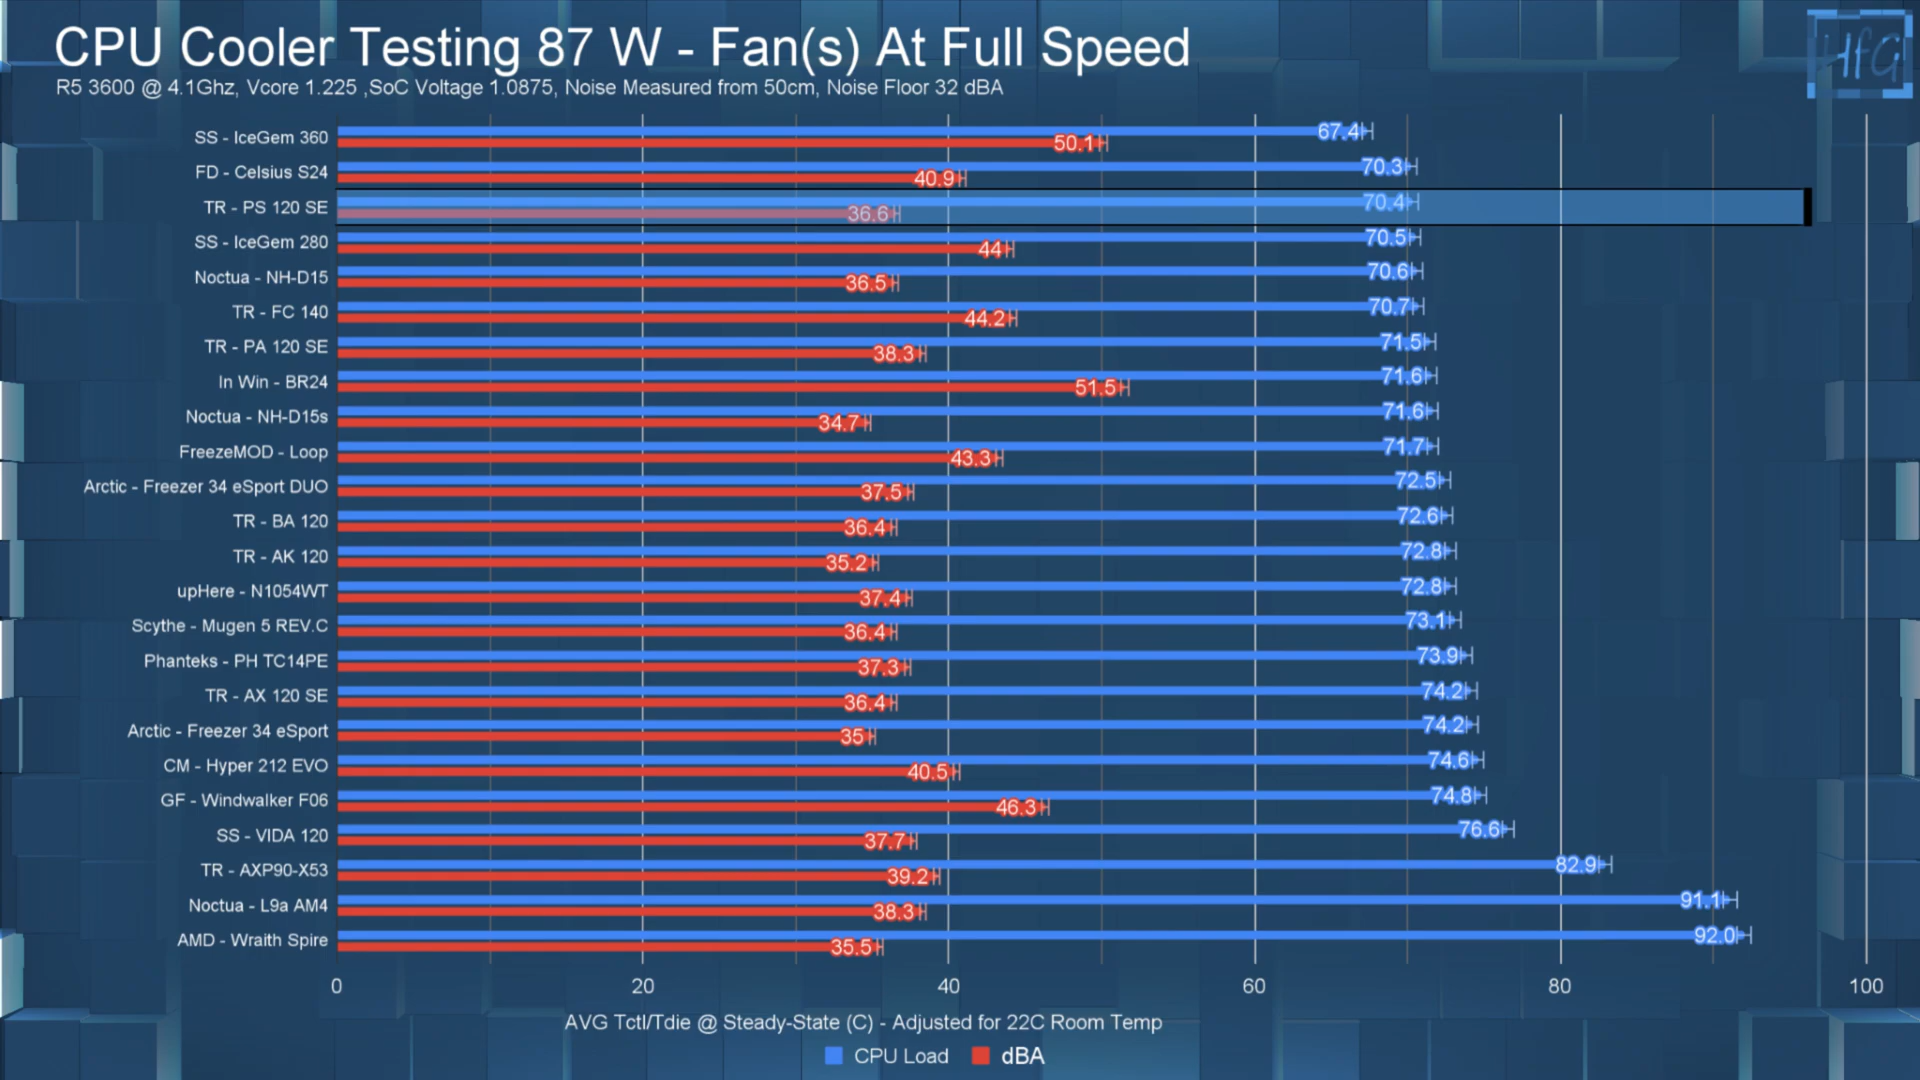 CPU Cooler Testing 87 W - Fan(s) At Full Speed
R5 3600 @ 4.1Ghz, Vcore 1.225 ,SoC Voltage 1.0875, Noise Measured from 50cm, Noise Floor 32 dBA
HfG
SS - IceGem 360 67.4 50.1
FD - Celsius S24 70.3 40.9
TR - PS 120 SE 70.4 36.6
SS - IceGem 280 70.5 44
Noctua - NH-D15 70.6 36.5
TR - FC 140 70.7 44.2
TR - PA 120 SE 71.5 38.3
In Win - BR24 71.6 51.5
Noctua - NH-D15s 71.6 34.7
FreezeMOD - Loop 71.7 43.3
Arctic - Freezer 34 eSport DUO 72.5 37.5
TR - BA 120 72.6 36.4
TR - AK 120 72.8 35.2
upHere - N1054WT 72.8 37.4
Scythe - Mugen 5 REV.C 73.1 36.4
Phanteks - PH TC14PE 73.9 37.3
TR - AX 120 SE 74.2 36.4
Arctic - Freezer 34 eSport 74.2 35
CM - Hyper 212 EVO 74.6 40.5
GF - Windwalker F06 74.8 46.3
SS - VIDA 120 76.6 37.7
TR - AXP90-X53 82.9 39.2
Noctua - L9a AM4 91.1 38.3
AMD - Wraith Spire 92.0 35.5
0 20 40 60 80 100
AVG Tctl/Tdie @ Steady-State (C) - Adjusted for 22C Room Temp
CPU Load dBA